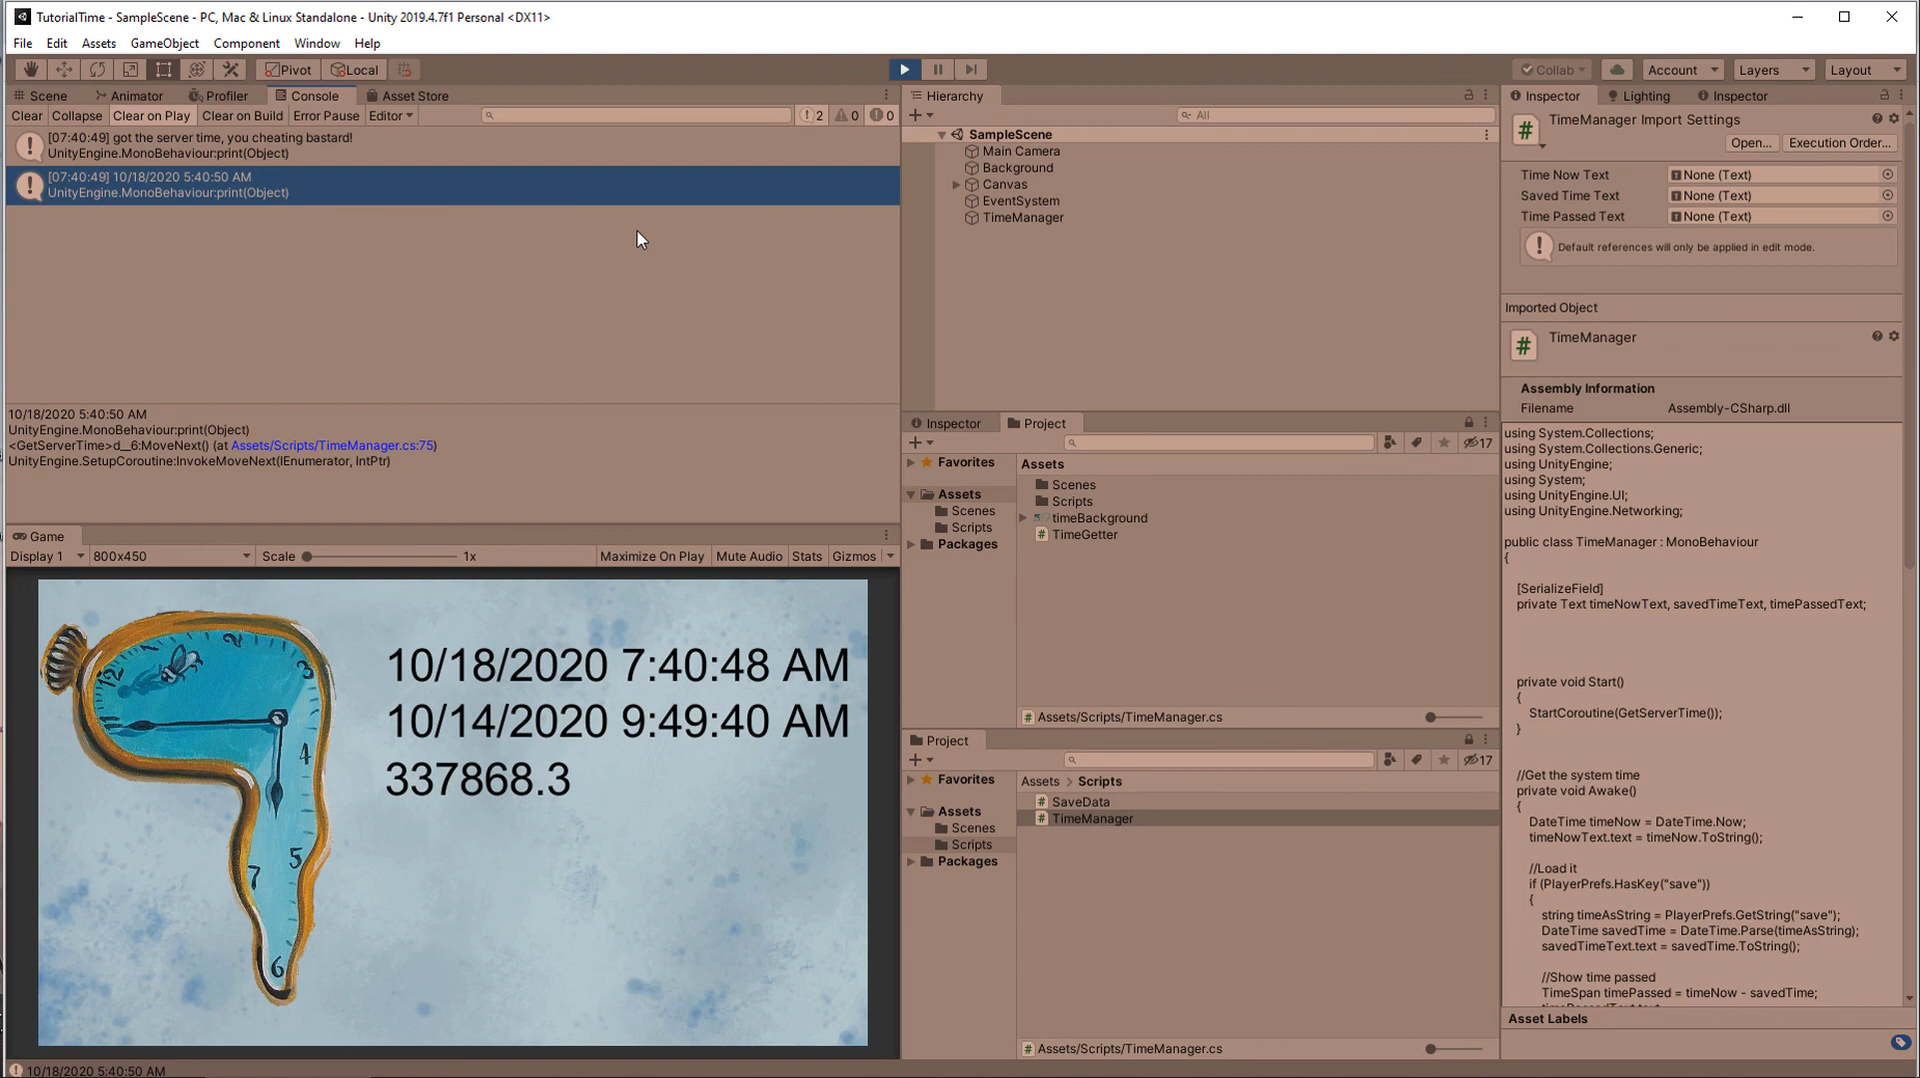 TutorialTime - SampleScene - PC, Mac & Linux Standalone - Unity 2019.4.7f1 Personal <DX11>
File Edit Assets GameObject Component Window Help
Pivot Local Collab Account Layers Layout
Scene Animator Profiler Console Asset Store
Clear Collapse Clear on Play Clear on Build Error Pause Editor 2 0 0
[07:40:49] got the server time, you cheating bastard!
UnityEngine.MonoBehaviour:print(Object)
[07:40:49] 10/18/2020 5:40:50 AM
UnityEngine.MonoBehaviour:print(Object)
10/18/2020 5:40:50 AM
UnityEngine.MonoBehaviour:print(Object)
<GetServerTime>d__6:MoveNext() (at Assets/Scripts/TimeManager.cs:75)
UnityEngine.SetupCoroutine:InvokeMoveNext(IEnumerator, IntPtr)
Game
Display 1 800x450 Scale 1x Maximize On Play Mute Audio Stats Gizmos
10/18/2020 7:40:48 AM
10/14/2020 9:49:40 AM
337868.3
12
2
3
4
5
7
6
10/18/2020 5:40:50 AM
Hierarchy
All
SampleScene
Main Camera
Background
Canvas
EventSystem
TimeManager
Inspector Project
17
Favorites
Assets
Scenes
Scripts
Packages
Assets
Scenes
Scripts
timeBackground
TimeGetter
Assets/Scripts/TimeManager.cs
Project
17
Favorites
Assets
Scenes
Scripts
Packages
Assets > Scripts
SaveData
TimeManager
Assets/Scripts/TimeManager.cs
Inspector Lighting Inspector
TimeManager Import Settings
Open... Execution Order...
Time Now Text None (Text)
Saved Time Text None (Text)
Time Passed Text None (Text)
Default references will only be applied in edit mode.
Imported Object
TimeManager
Assembly Information
Filename Assembly-CSharp.dll
using System.Collections;
using System.Collections.Generic;
using UnityEngine;
using System;
using UnityEngine.UI;
using UnityEngine.Networking;
public class TimeManager : MonoBehaviour
{
[SerializeField]
private Text timeNowText, savedTimeText, timePassedText;
private void Start()
{
StartCoroutine(GetServerTime());
}
//Get the system time
private void Awake()
{
DateTime timeNow = DateTime.Now;
timeNowText.text = timeNow.ToString();
//Load it
if (PlayerPrefs.HasKey("save"))
{
string timeAsString = PlayerPrefs.GetString("save");
DateTime savedTime = DateTime.Parse(timeAsString);
savedTimeText.text = savedTime.ToString();
//Show time passed
TimeSpan timePassed = timeNow - savedTime;
Asset Labels